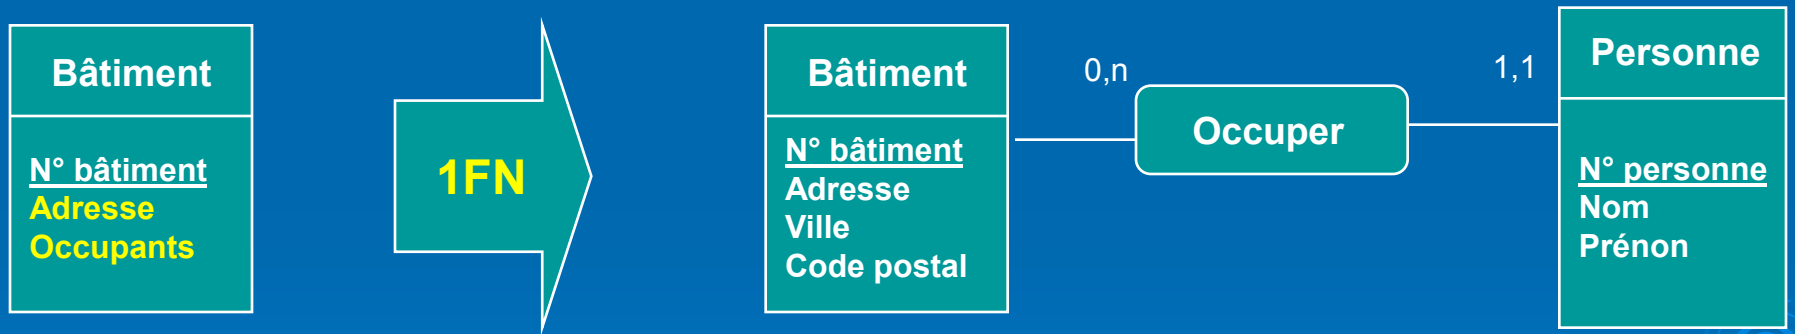 Bâtiment
N° bâtiment
Adresse
Occupants
1FN
Bâtiment
N° bâtiment
Adresse
Ville
Code postal
0,n
Occuper
1,1
Personne
N° personne
Nom
Prénon